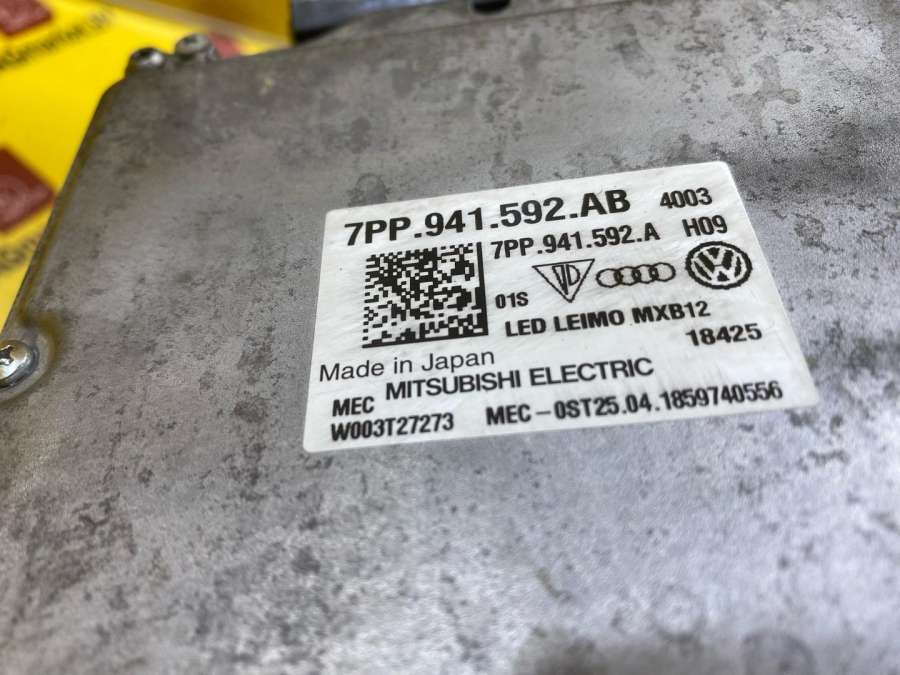 7PP.941.592.AB 4003
7PP.941.592.A H09
01S
LED LEIMO MXB12
18425
Made in Japan
MEC MITSUBISHI ELECTRIC
W003T27273 MEC-0ST25.04.1859740556